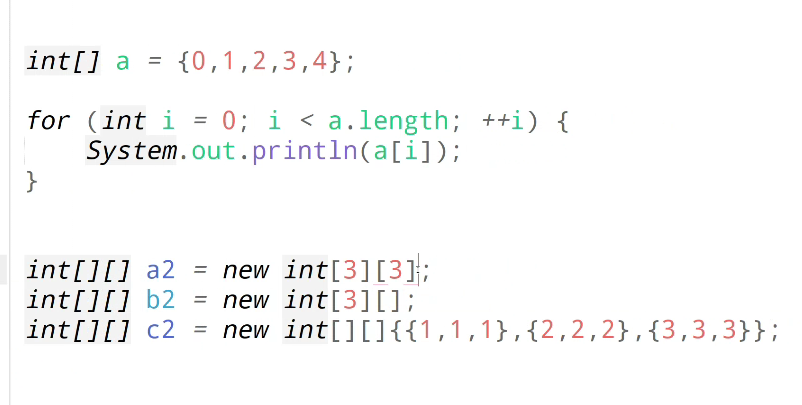 int[] a = {0,1,2,3,4};
for (int i = 0; i < a.length; ++i) {
    System.out.println(a[i]);
}
int[][] a2 = new int[3][3];
int[][] b2 = new int[3][];
int[][] c2 = new int[][]{{1,1,1},{2,2,2},{3,3,3}};